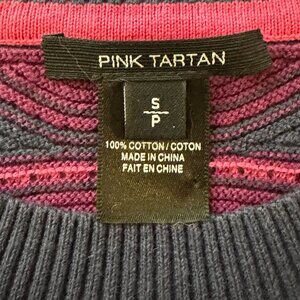 PINK TARTAN
S
P
100% COTTON / COTON
MADE IN CHINA
FAIT EN CHINE